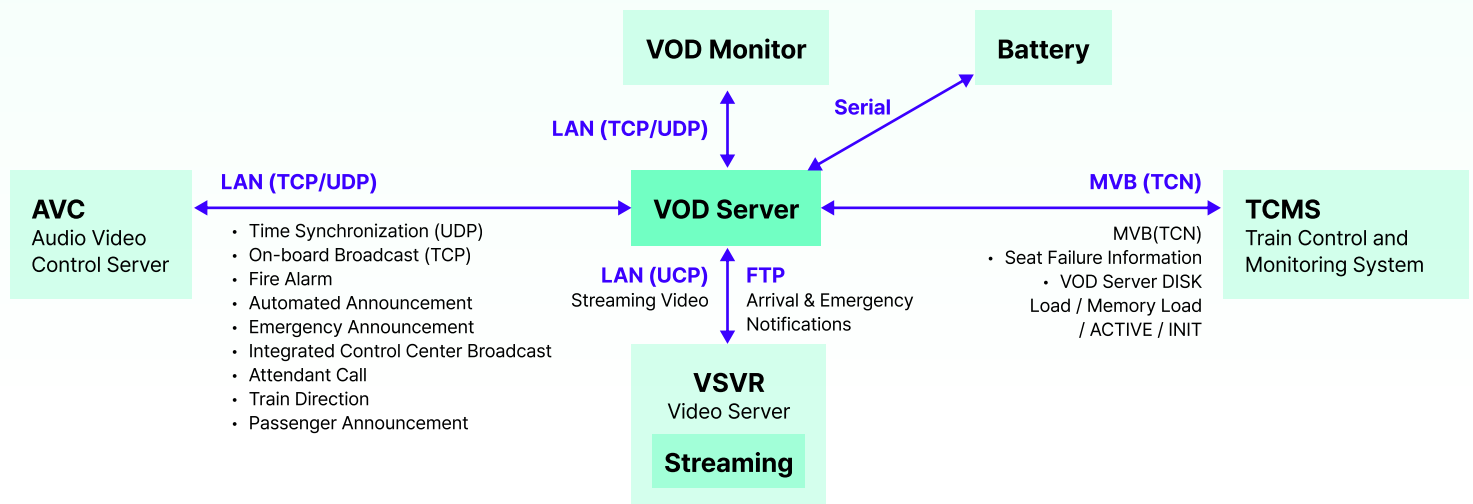 VOD Monitor
Battery
Serial
LAN (TCP/UDP)
LAN (TCP/UDP)
MVB (TCN)
AVC
Audio Video
Control Server
VOD Server
TCMS
Train Control and
Monitoring System
• Time Synchronization (UDP)
• On-board Broadcast (TCP)
• Fire Alarm
• Automated Announcement
• Emergency Announcement
• Integrated Control Center Broadcast
• Attendant Call
• Train Direction
• Passenger Announcement
LAN (UCP)
Streaming Video
FTP
Arrival & Emergency
Notifications
MVB(TCN)
• Seat Failure Information
• VOD Server DISK
Load / Memory Load
/ ACTIVE / INIT
VSVR
Video Server
Streaming